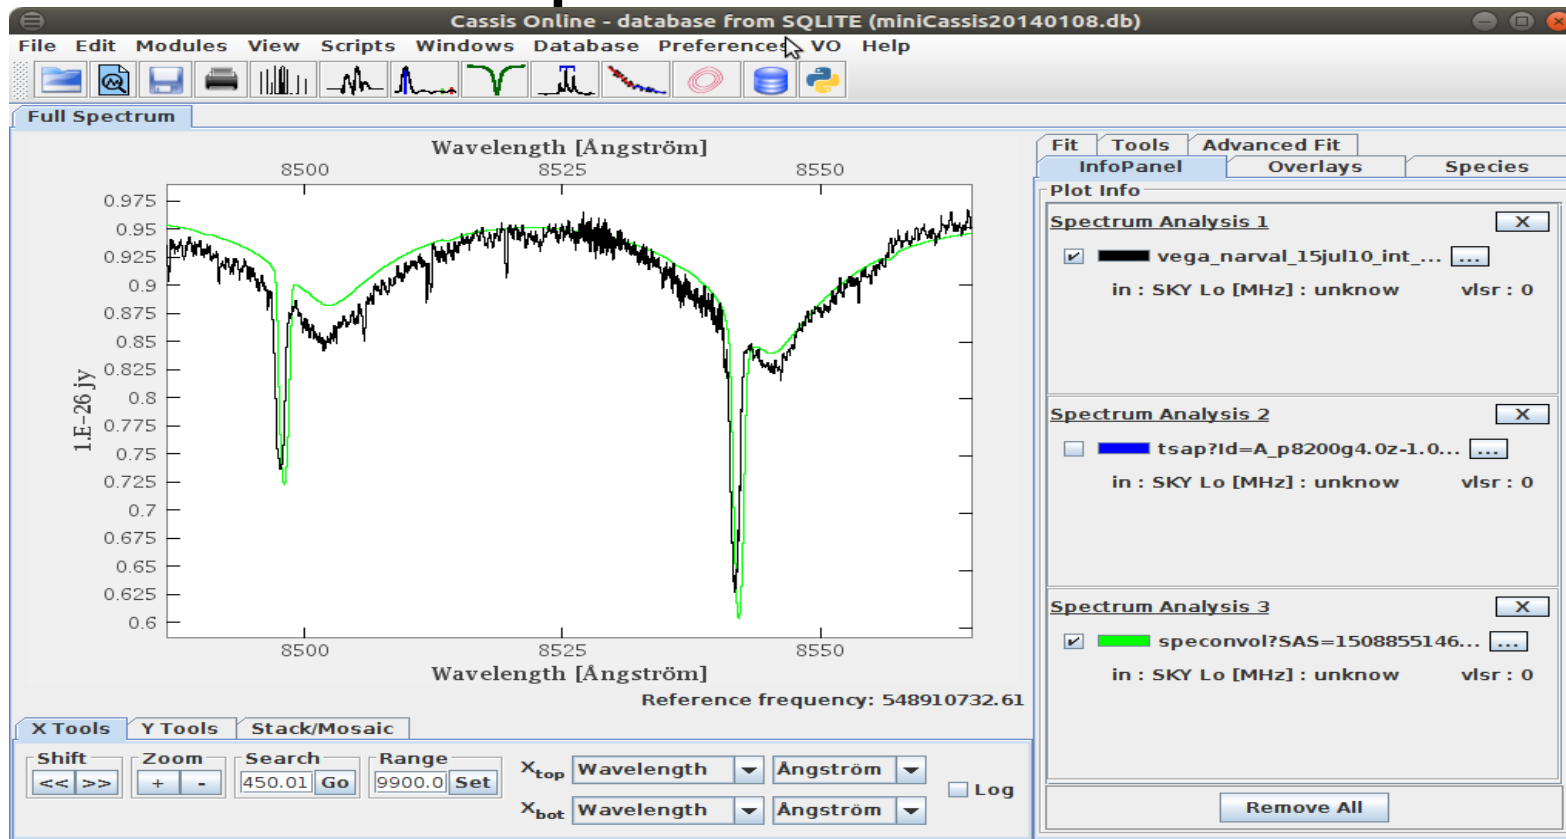 Cassis Online - database from SQLITE (miniCassis20140108.db)
File Edit Modules View Scripts Windows Database Preferences VO Help
Full Spectrum
Wavelength [Ångström]
8500 8525 8550
0.975
0.95
0.925
0.9
0.875
0.85
0.825
0.8
0.775
0.75
0.725
0.7
0.675
0.65
0.625
0.6
1.E-26 jy
8500 8525 8550
Wavelength [Ångström]
Reference frequency: 548910732.61
X Tools Y Tools Stack/Mosaic
Shift Zoom Search Range
<< >> + - 450.01 Go 9900.0 Set
Xtop Wavelength Ångström
Xbot Wavelength Ångström
Log
Fit Tools Advanced Fit
InfoPanel Overlays Species
Plot Info
Spectrum Analysis 1 X
vega_narval_15jul10_int_... ...
in : SKY Lo [MHz] : unknow vlsr : 0
Spectrum Analysis 2 X
tsap?Id=A_p8200g4.0z-1.0... ...
in : SKY Lo [MHz] : unknow vlsr : 0
Spectrum Analysis 3 X
speconvol?SAS=1508855146... ...
in : SKY Lo [MHz] : unknow vlsr : 0
Remove All